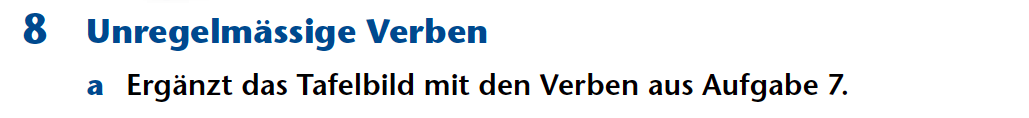 8 Unregelmässige Verben
a Ergänzt das Tafelbild mit den Verben aus Aufgabe 7.